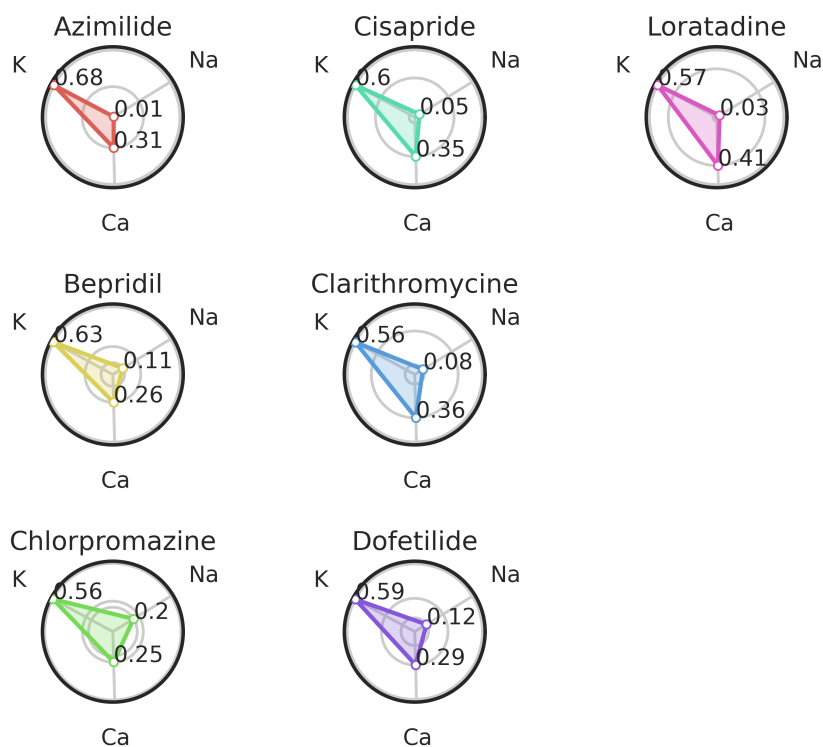 Azimilide
K
Na
0.68
0.01
0.31
Ca
Cisapride
K
Na
0.6
0.05
0.35
Ca
Loratadine
K
Na
0.57
0.03
0.41
Ca
Bepridil
K
Na
0.63
0.11
0.26
Ca
Clarithromycine
K
Na
0.56
0.08
0.36
Ca
Chlorpromazine
K
Na
0.56
0.2
0.25
Ca
Dofetilide
K
Na
0.59
0.12
0.29
Ca